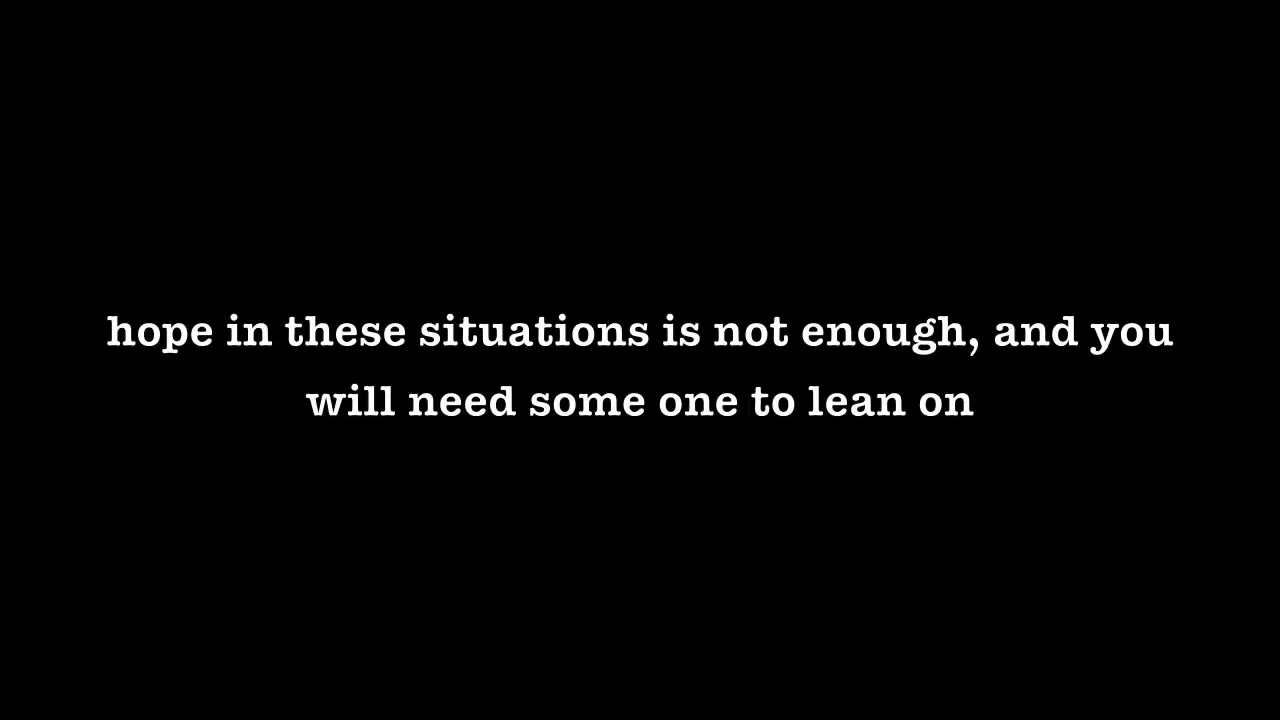 hope in these situations is not enough, and you
will need some one to lean on